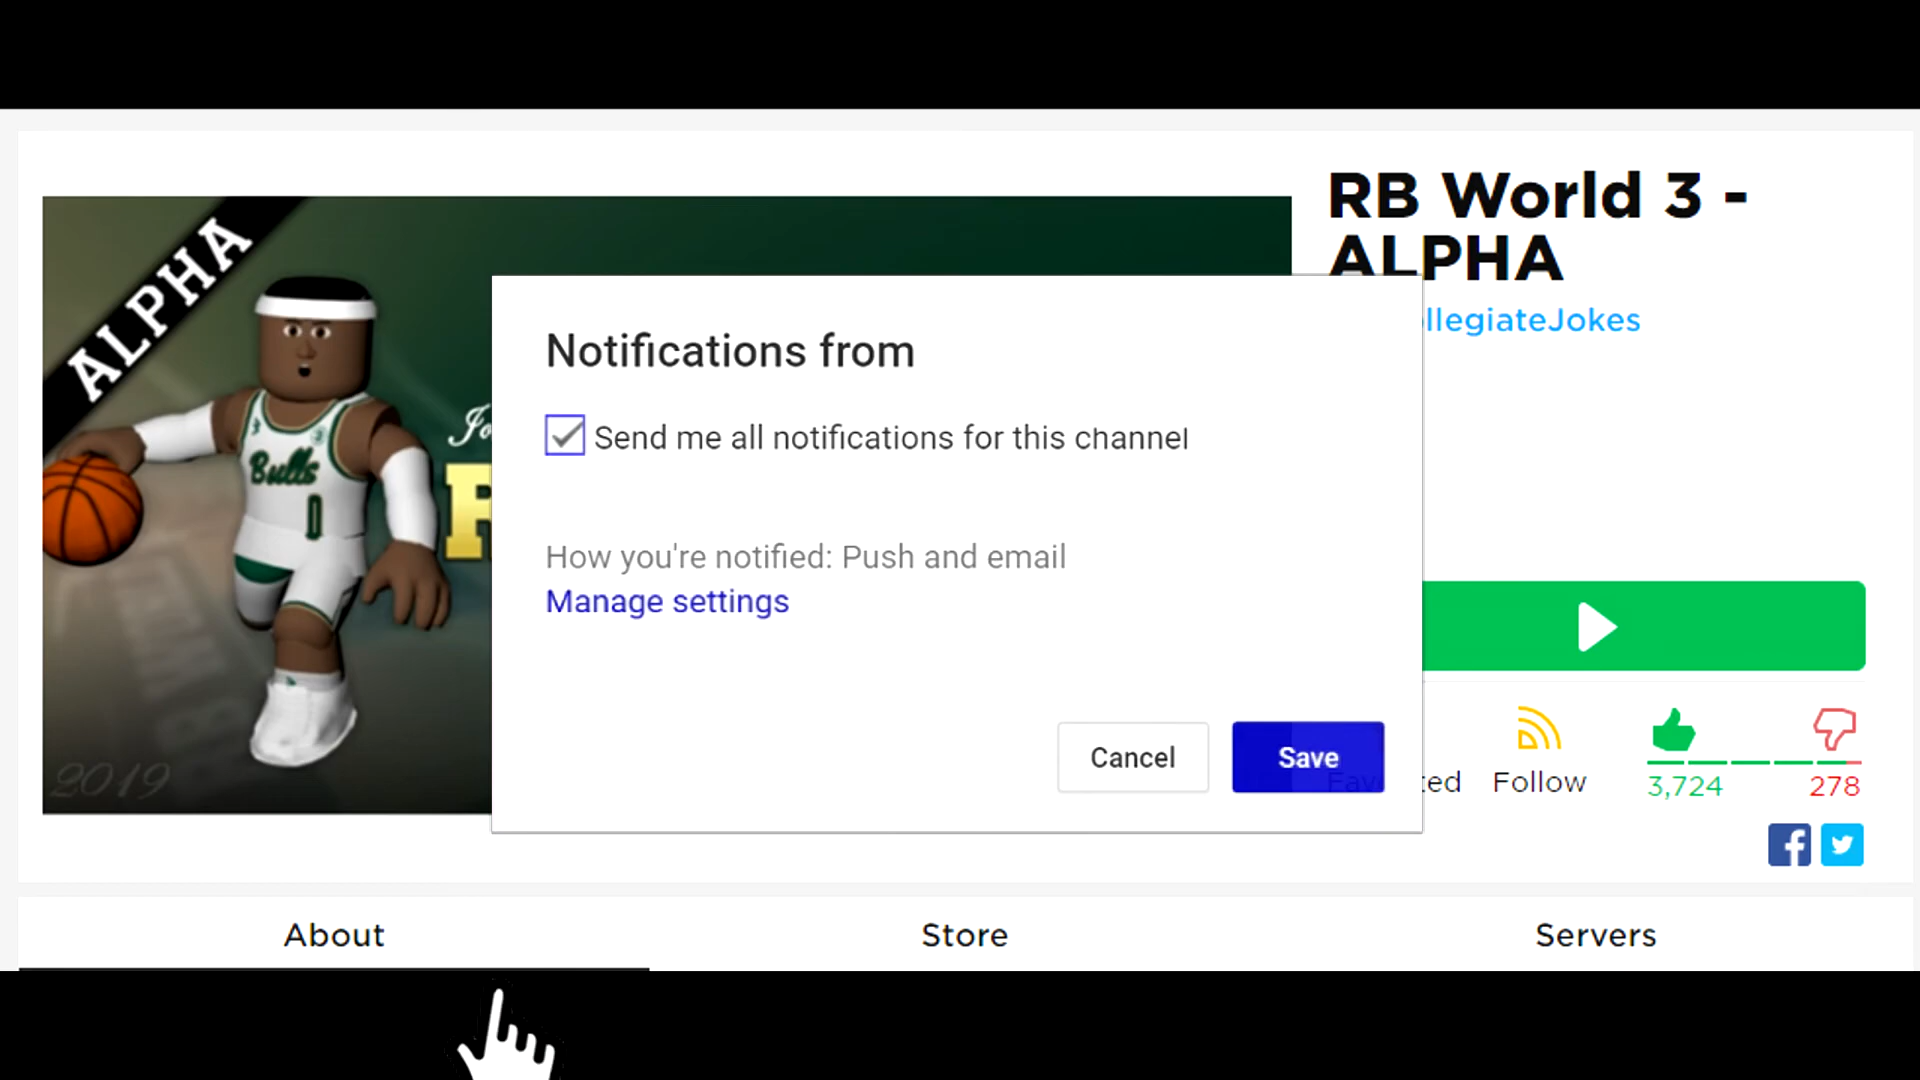 RB World 3 -
ALPHA
llegiateJokes
ALPHA
Bulls
0
Jo
R
2019
Notifications from
Send me all notifications for this channel
How you're notified: Push and email
Manage settings
Cancel
Save
Follow
3,724
278
About
Store
Servers